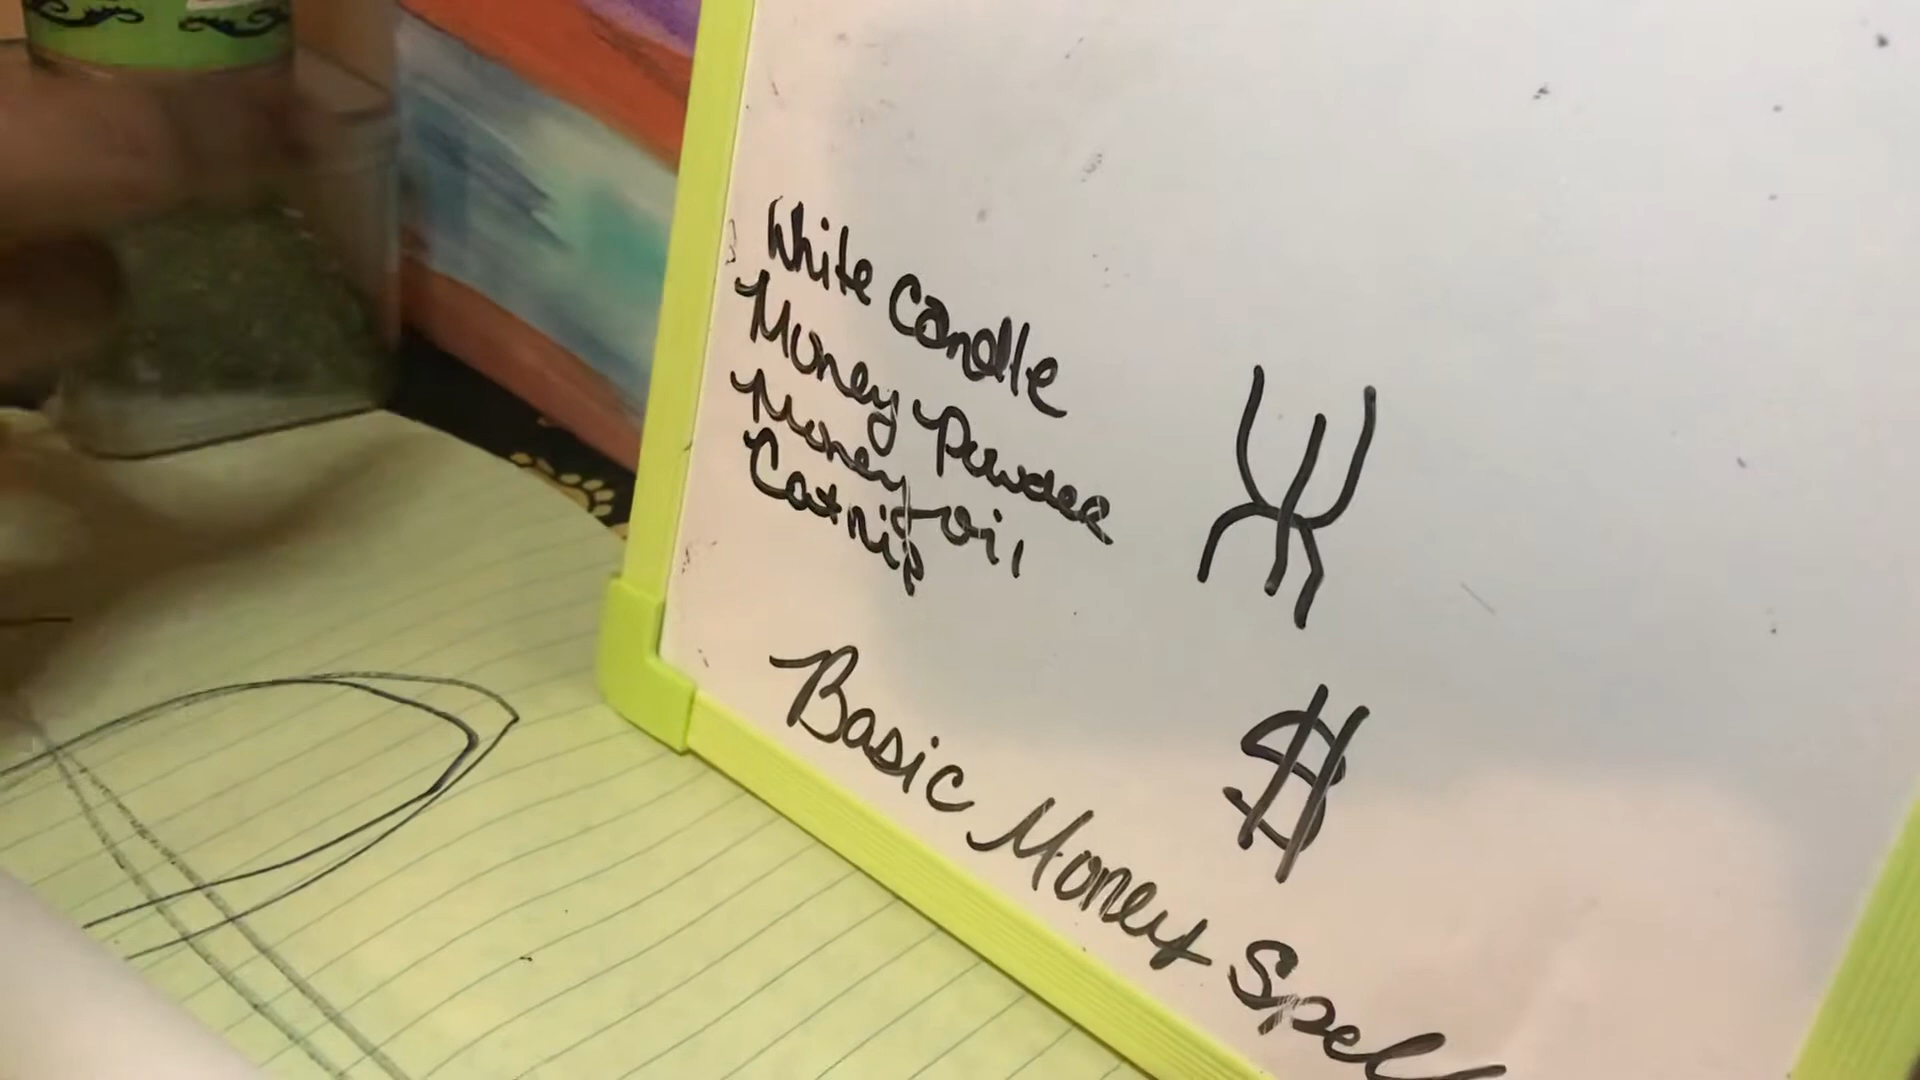 White Candle
Money Powder
Money Oil
Catnip
$
Basic Money Spell